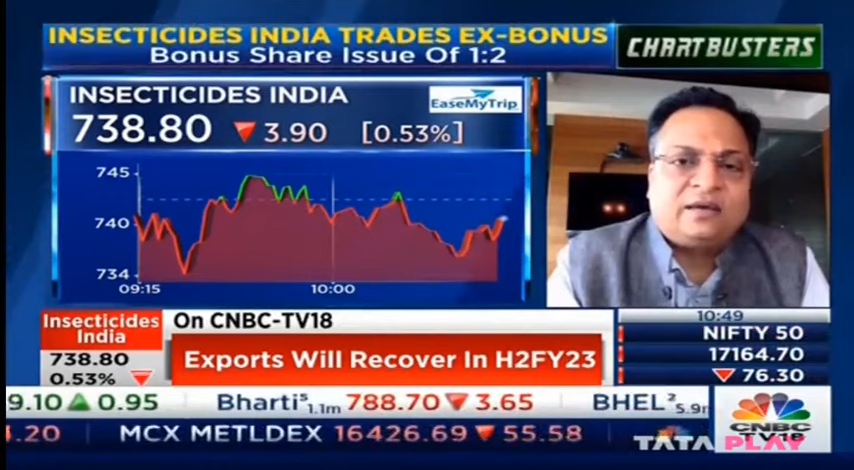 INSECTICIDES INDIA TRADES EX-BONUS
Bonus Share Issue Of 1:2
CHARTBUSTERS
INSECTICIDES INDIA
EaseMyTrip
738.80 ▼ 3.90 [0.53%]
745
740
734
09:15 10:00
Insecticides
India
738.80
0.53% ▼
On CNBC-TV18
Exports Will Recover In H2FY23
10:49
NIFTY 50
17164.70
▼ 76.30
9.10 ▲ 0.95 Bhartiˢ 1.1m 788.70 ▼ 3.65 BHEL² 5.9m
.20 MCX METLDEX 16426.69 ▼ 55.58
CNBC
TV18
TATA PLAY